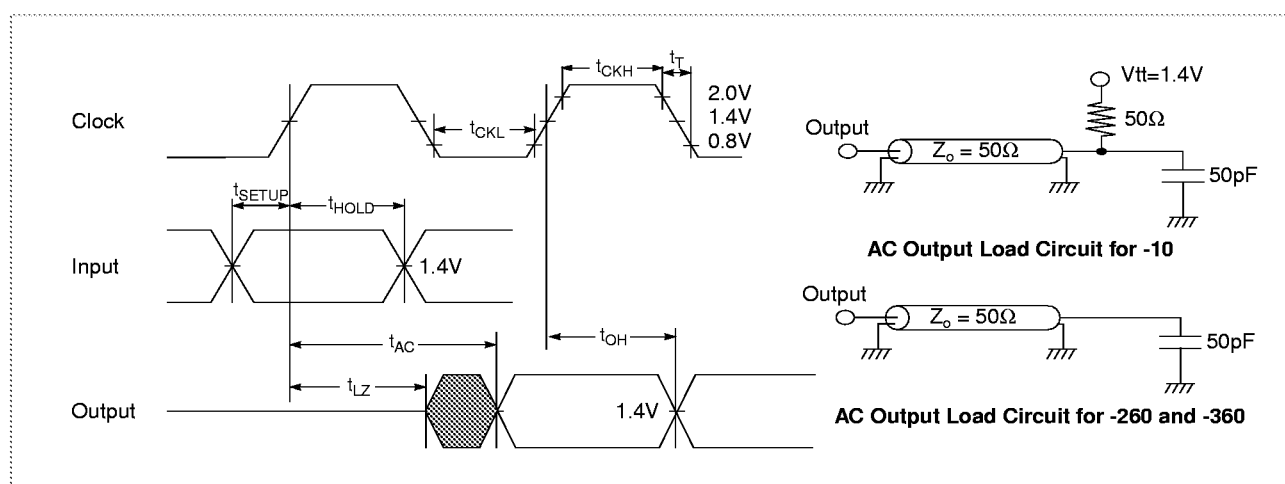 Clock
tCKH
tT
tCKL
2.0V
1.4V
0.8V
tSETUP
tHOLD
Input
1.4V
tAC
tOH
tLZ
Output
1.4V
Vtt=1.4V
50Ω
Output
Zo = 50Ω
50pF
AC Output Load Circuit for -10
Output
Zo = 50Ω
50pF
AC Output Load Circuit for -260 and -360